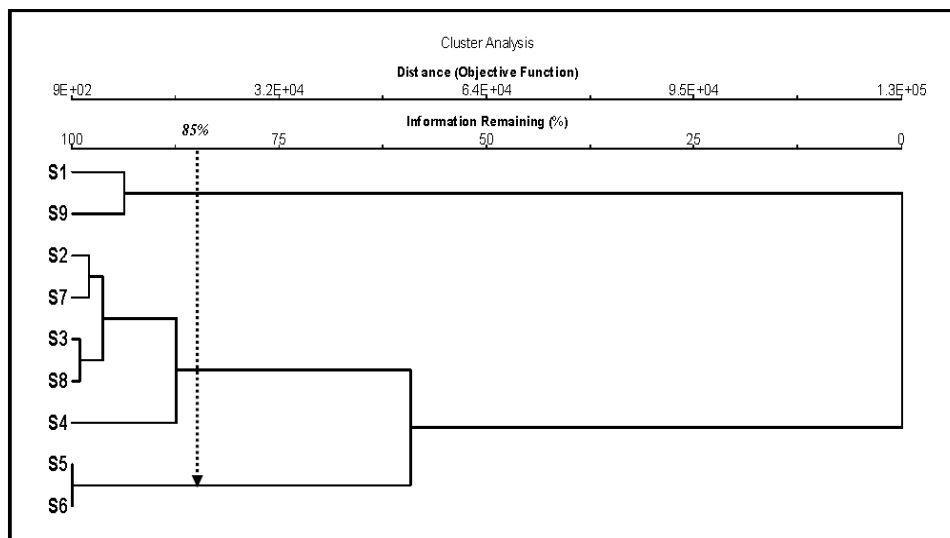 Cluster Analysis
Distance (Objective Function)
9E+02 3.2E+04 6.4E+04 9.5E+04 1.3E+05
Information Remaining (%)
85%
100 75 50 25 0
S1
S9
S2
S7
S3
S8
S4
S5
S6